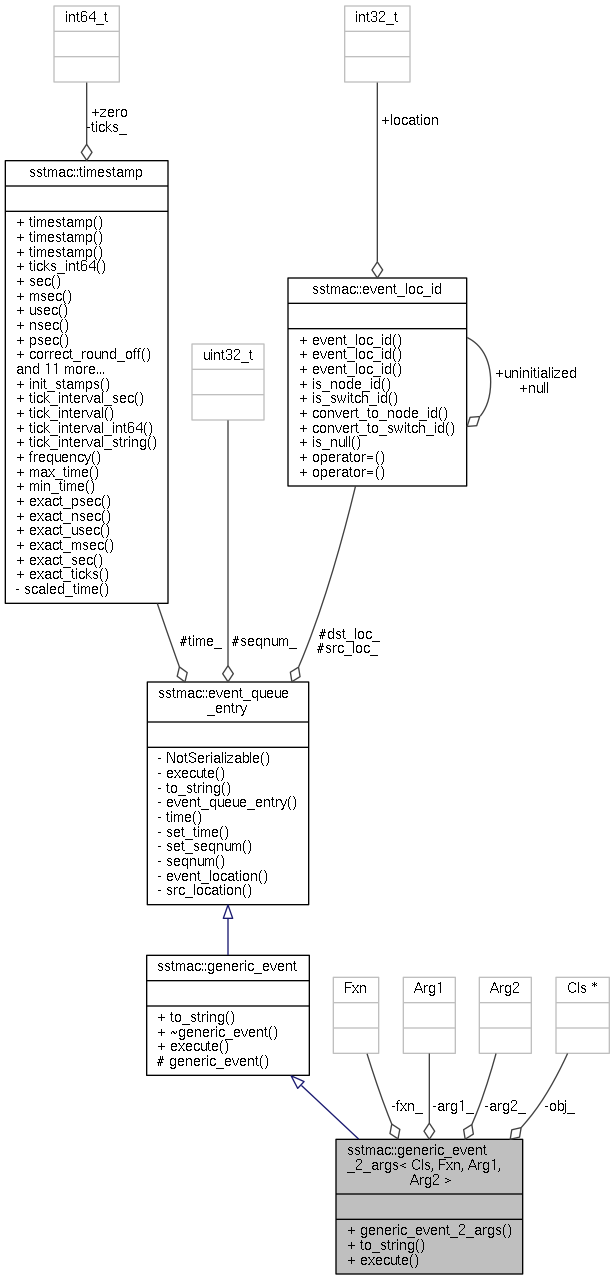 int64_t
int32_t
+zero
-ticks_
+location
sstmac::timestamp
+ timestamp()
+ timestamp()
+ timestamp()
+ ticks_int64()
+ sec()
+ msec()
+ usec()
+ nsec()
+ psec()
+ correct_round_off()
and 11 more...
+ init_stamps()
+ tick_interval_sec()
+ tick_interval()
+ tick_interval_int64()
+ tick_interval_string()
+ frequency()
+ max_time()
+ min_time()
+ exact_psec()
+ exact_nsec()
+ exact_usec()
+ exact_msec()
+ exact_sec()
+ exact_ticks()
- scaled_time()
uint32_t
sstmac::event_loc_id
+ event_loc_id()
+ event_loc_id()
+ event_loc_id()
+ is_node_id()
+ is_switch_id()
+ convert_to_node_id()
+ convert_to_switch_id()
+ is_null()
+ operator=()
+ operator=()
+uninitialized
+null
#time_
#seqnum_
#dst_loc_
#src_loc_
sstmac::event_queue
_entry
- NotSerializable()
- execute()
- to_string()
- event_queue_entry()
- time()
- set_time()
- set_seqnum()
- seqnum()
- event_location()
- src_location()
sstmac::generic_event
+ to_string()
+ ~generic_event()
+ execute()
# generic_event()
Fxn
Arg1
Arg2
Cls *
-fxn_
-arg1_
-arg2_
-obj_
sstmac::generic_event
_2_args< Cls, Fxn, Arg1,
Arg2 >
+ generic_event_2_args()
+ to_string()
+ execute()